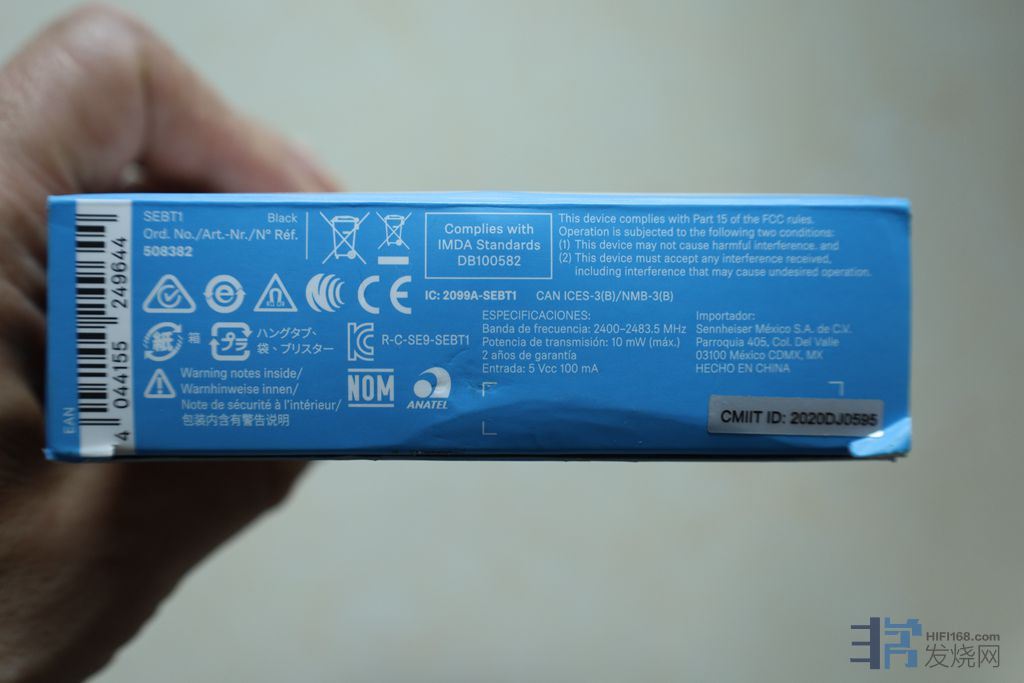 EAN
4 044155 249644
SEBT1 Black
Ord. No./Art.-Nr./N° Réf.
508382
Complies with
IMDA Standards
DB100582
This device complies with Part 15 of the FCC rules.
Operation is subjected to the following two conditions:
(1) This device may not cause harmful interference. and
(2) This device must accept any interference received,
including interference that may cause undesired operation.
CE
IC: 2099A-SEBT1 CAN ICES-3(B)/NMB-3(B)
紙 箱
プラ
ハングタブ、
袋、ブリスター
R-C-SE9-SEBT1
Warning notes inside/
Warnhinweise innen/
Note de sécurité à l'intérieur/
包装内含有警告说明
NOM
ANATEL
ESPECIFICACIONES:
Banda de frecuencia: 2400–2483.5 MHz
Potencia de transmisión: 10 mW (máx.)
2 años de garantía
Entrada: 5 Vcc 100 mA
Importador:
Sennheiser México S.A. de C.V.
Parroquia 405, Col. Del Valle
03100 México CDMX, MX
HECHO EN CHINA
CMIIT ID: 2020DJ0595
HIFI168.com
发烧网